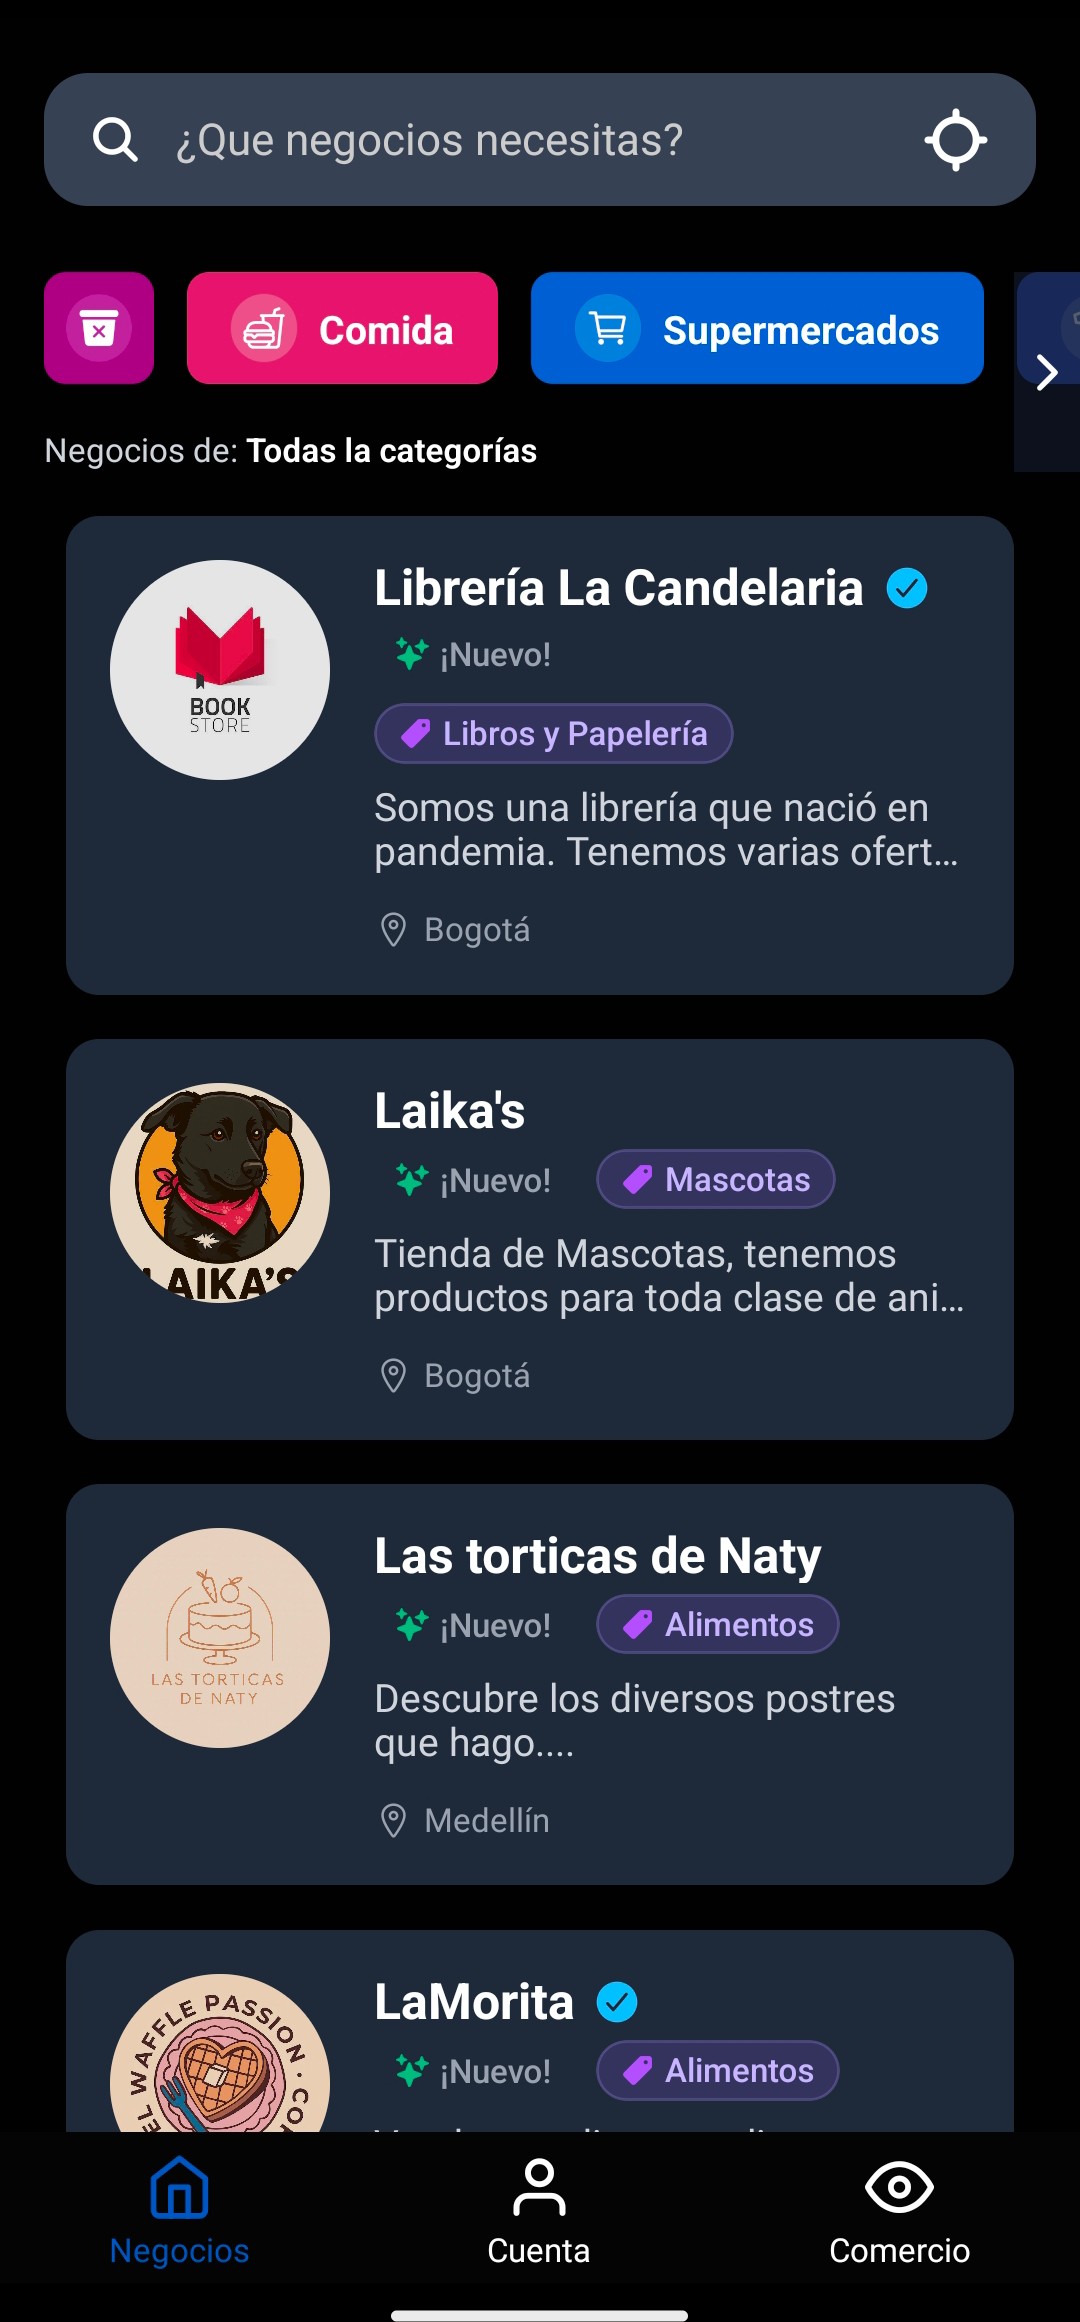 ¿Que negocios necesitas?
Comida
Supermercados
Negocios de: Todas la categorías
BOOK
STORE
Librería La Candelaria
¡Nuevo!
Libros y Papelería
Somos una librería que nació en
pandemia. Tenemos varias ofert...
Bogotá
LAIKA'S
Laika's
¡Nuevo!
Mascotas
Tienda de Mascotas, tenemos
productos para toda clase de ani...
Bogotá
LAS TORTICAS
DE NATY
Las torticas de Naty
¡Nuevo!
Alimentos
Descubre los diversos postres
que hago....
Medellín
EL WAFFLE PASSION
LaMorita
¡Nuevo!
Alimentos
Negocios
Cuenta
Comercio